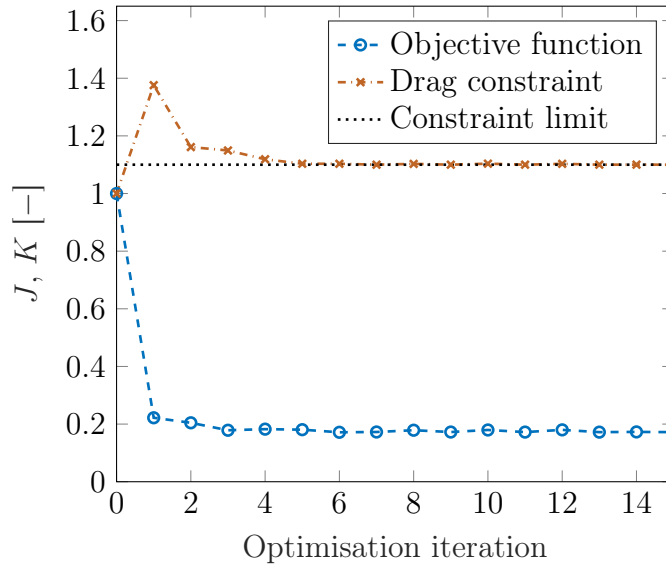 1.6
1.4
1.2
1
0.8
0.6
0.4
0.2
0
J, K [−]
Objective function
Drag constraint
Constraint limit
0 2 4 6 8 10 12 14
Optimisation iteration